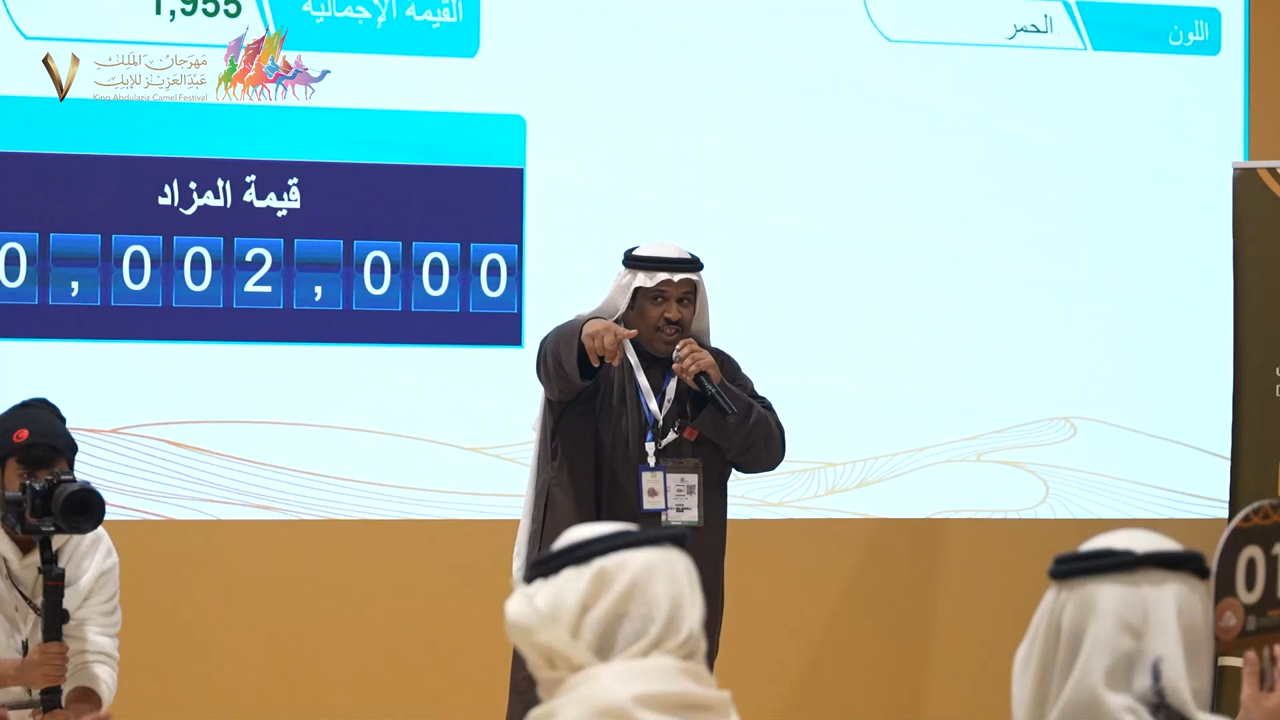 القيمة الإجمالية
1,955
اللون
الحمر
مهرجان الملك
عبدالعزيز للإبل
King Abdulaziz Camel Festival
قيمة المزاد
0,002,000
01